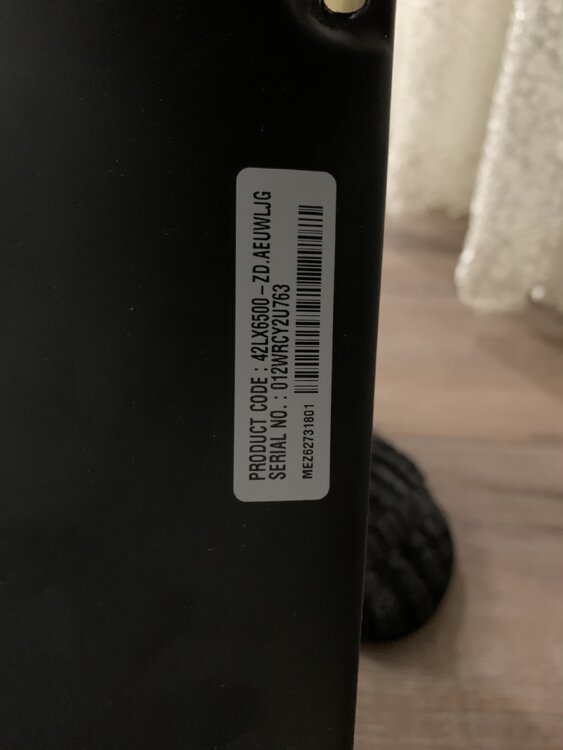 PRODUCT CODE : 42LX6500-ZD.AEUWLJG
SERIAL NO. : 012WRCY2U763
MEZ62731801